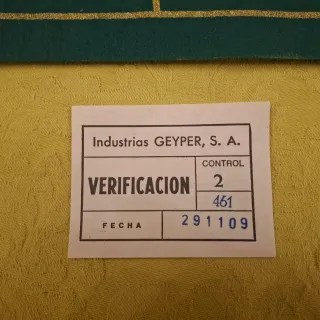 Industrias GEYPER, S. A.
VERIFICACION
CONTROL
2
461
FECHA
291109